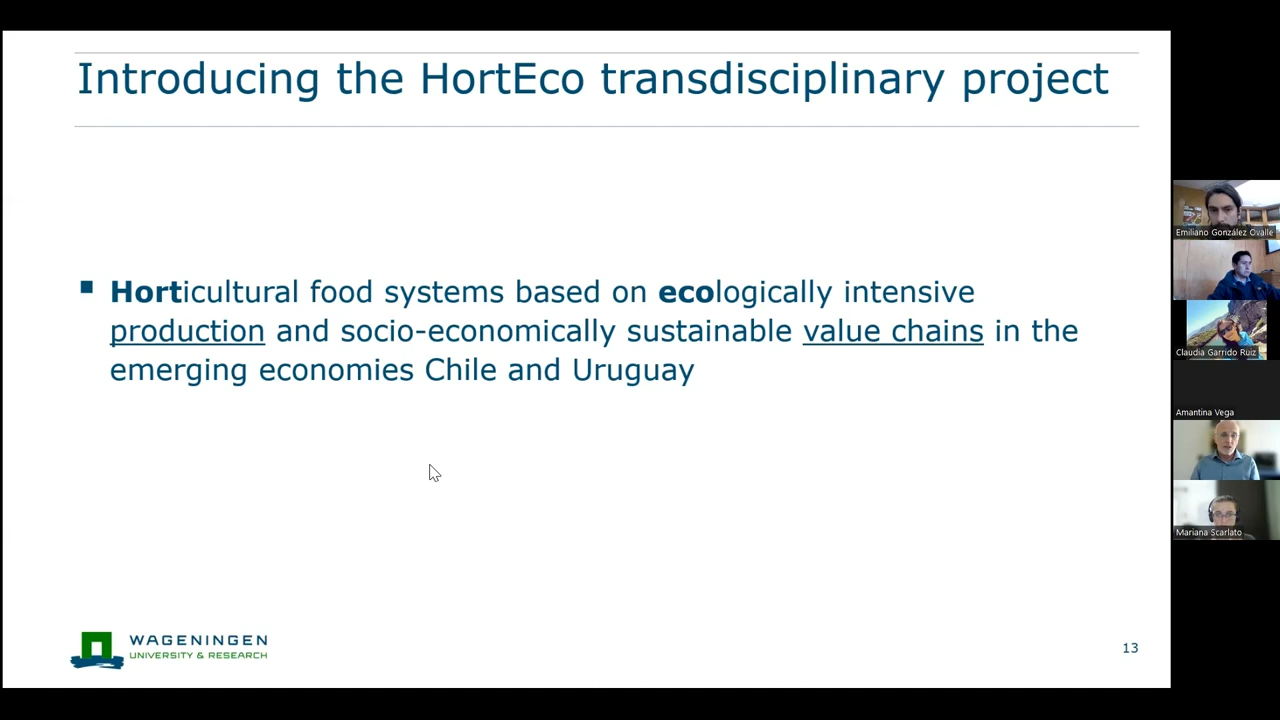 Introducing the HortEco transdisciplinary project
▪ Horticultural food systems based on ecologically intensive
production and socio-economically sustainable value chains in the
emerging economies Chile and Uruguay
WAGENINGEN
UNIVERSITY & RESEARCH
13
Emiliano González Ovalle
Claudia Garrido Ruiz
Amantina Vega
Mariana Scarlato